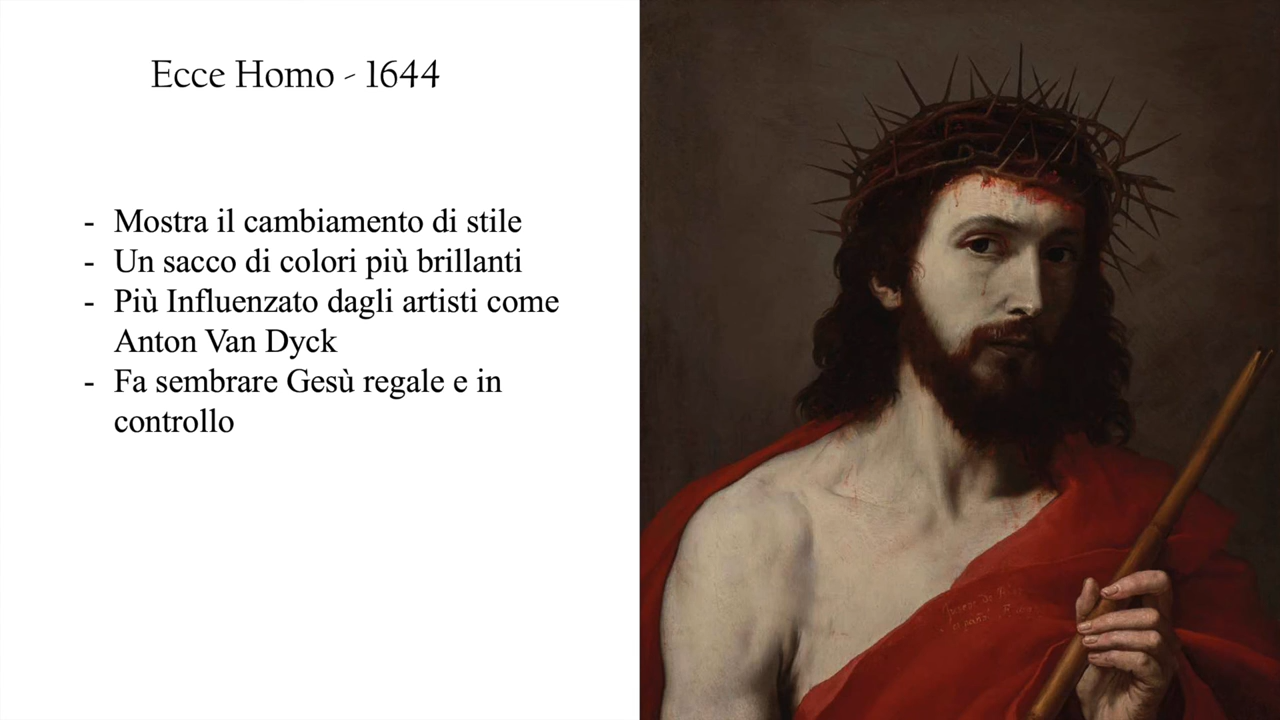 Ecce Homo - 1644
- Mostra il cambiamento di stile
- Un sacco di colori più brillanti
- Più Influenzato dagli artisti come
Anton Van Dyck
- Fa sembrare Gesù regale e in
controllo